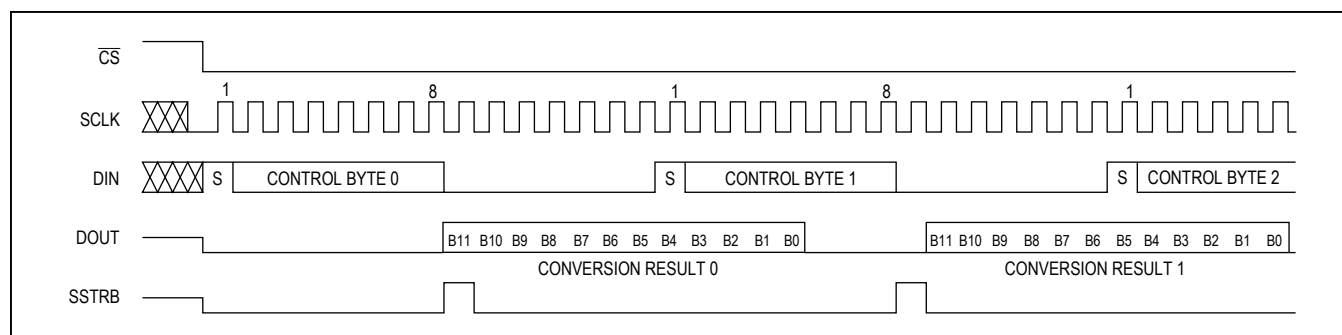 CS
1 8 1 8 1
SCLK
DIN S CONTROL BYTE 0 S CONTROL BYTE 1 S CONTROL BYTE 2
DOUT B11 B10 B9 B8 B7 B6 B5 B4 B3 B2 B1 B0 B11 B10 B9 B8 B7 B6 B5 B4 B3 B2 B1 B0
CONVERSION RESULT 0 CONVERSION RESULT 1
SSTRB